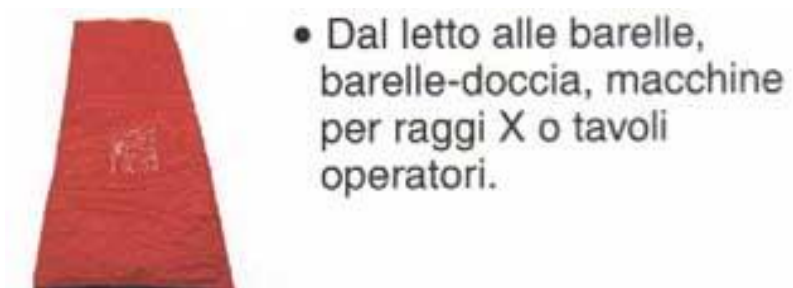 • Dal letto alle barelle,
barelle-doccia, macchine
per raggi X o tavoli
operatori.